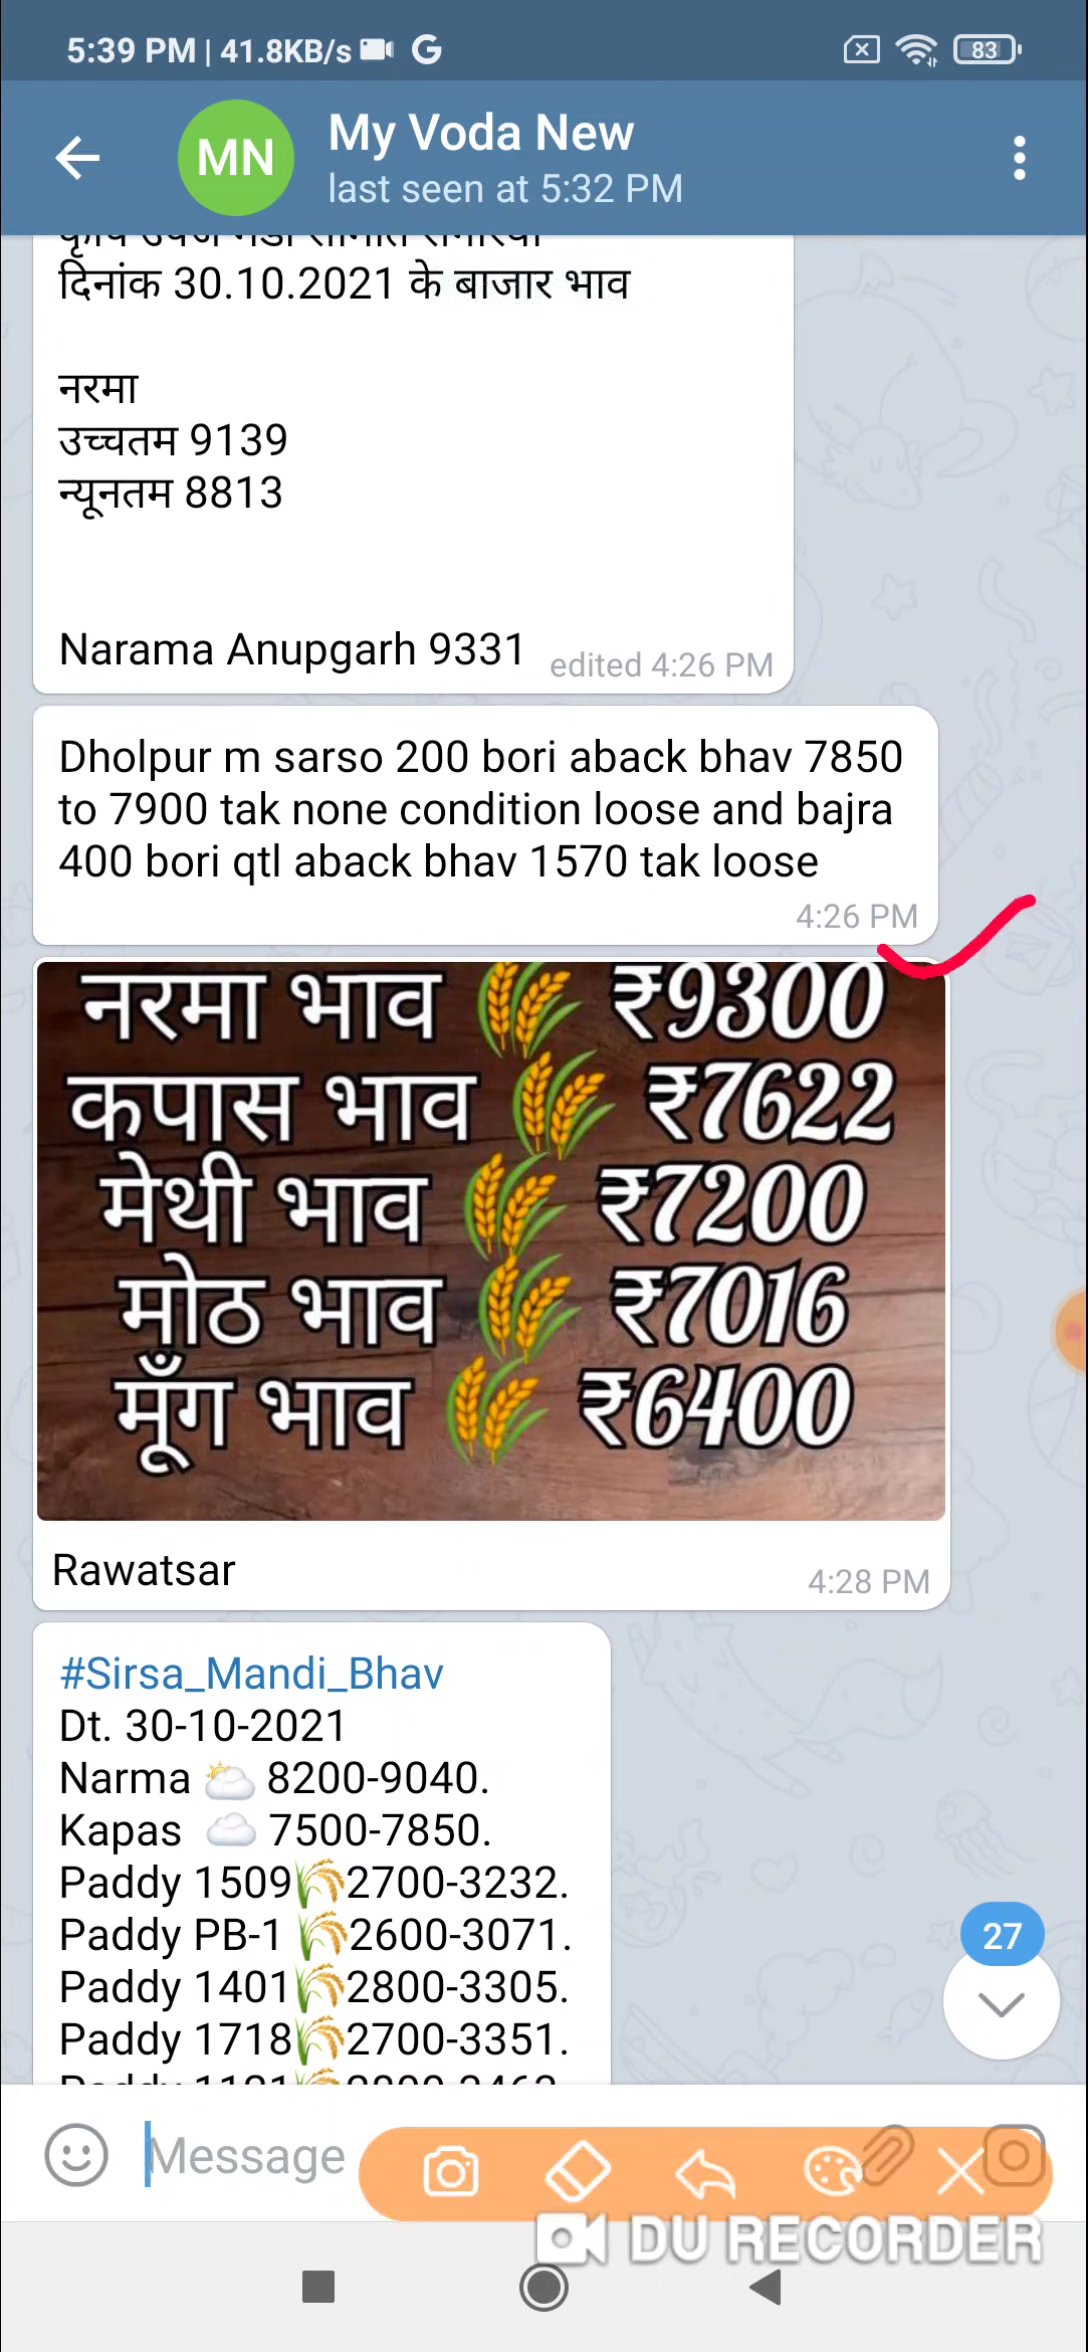 5:39 PM | 41.8KB/s
83
MN
My Voda New
last seen at 5:32 PM
दिनांक 30.10.2021 के बाजार भाव
नरमा
उच्चतम 9139
न्यूनतम 8813
Narama Anupgarh 9331
edited 4:26 PM
Dholpur m sarso 200 bori aback bhav 7850
to 7900 tak none condition loose and bajra
400 bori qtl aback bhav 1570 tak loose
4:26 PM
नरमा भाव 🌾 ₹9300
कपास भाव 🌾 ₹7622
मेथी भाव 🌾 ₹7200
मोठ भाव 🌾 ₹7016
मूँग भाव 🌾 ₹6400
Rawatsar
4:28 PM
#Sirsa_Mandi_Bhav
Dt. 30-10-2021
Narma ⛅ 8200-9040.
Kapas ☁️ 7500-7850.
Paddy 1509🌾2700-3232.
Paddy PB-1 🌾2600-3071.
Paddy 1401🌾2800-3305.
Paddy 1718🌾2700-3351.
27
Message
DU RECORDER